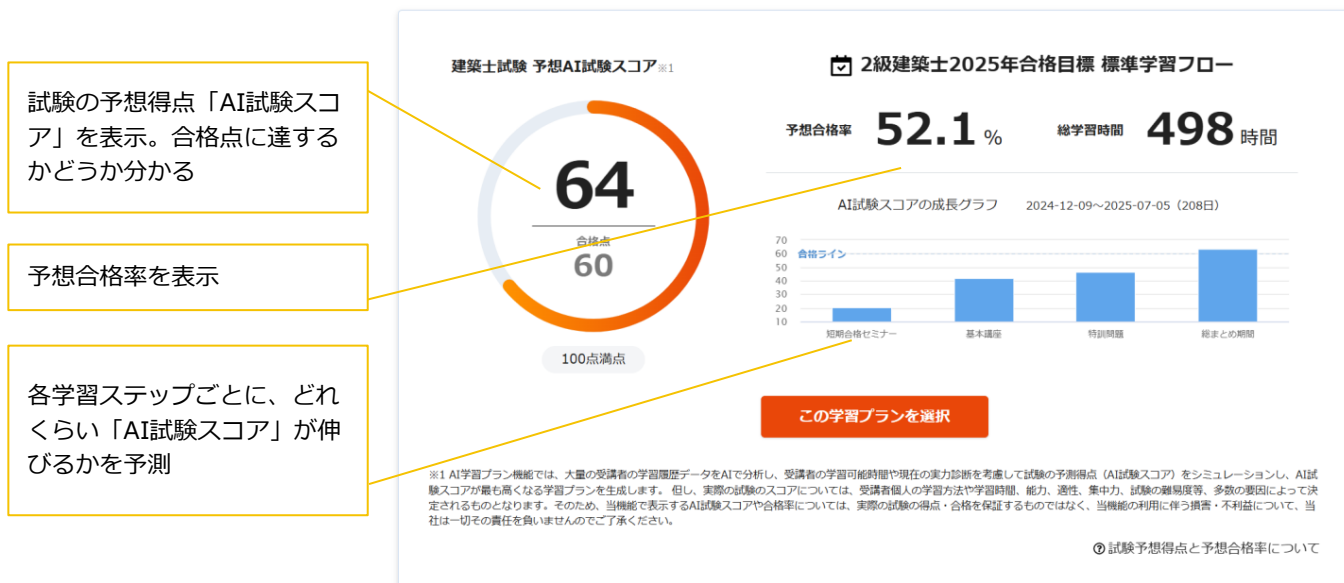 試験の予想得点「AI試験スコ
ア」を表示。合格点に達する
かどうか分かる
予想合格率を表示
各学習ステップごとに、どれ
くらい「AI試験スコア」が伸
びるかを予測
建築士試験 予想AI試験スコア※1
64
合格点
60
100点満点
2級建築士2025年合格目標 標準学習フロー
予想合格率 52.1 % 総学習時間 498 時間
AI試験スコアの成長グラフ 2024-12-09~2025-07-05（208日）
70
60
合格ライン
50
40
30
20
10
短期合格セミナー 基本講座 特訓問題 総まとめ期間
この学習プランを選択
※1 AI学習プラン機能では、大量の受講者の学習履歴データをAIで分析し、受講者の学習可能時間や現在の実力診断を考慮して試験の予測得点（AI試験スコア）をシミュレーションし、AI試
験スコアが最も高くなる学習プランを生成します。 但し、実際の試験のスコアについては、受講者個人の学習方法や学習時間、能力、適性、集中力、試験の難易度等、多数の要因によって決
定されるものとなります。そのため、当機能で表示するAI試験スコアや合格率については、実際の試験の得点・合格を保証するものではなく、当機能の利用に伴う損害・不利益について、当
社は一切その責任を負いませんのでご了承ください。
試験予想得点と予想合格率について